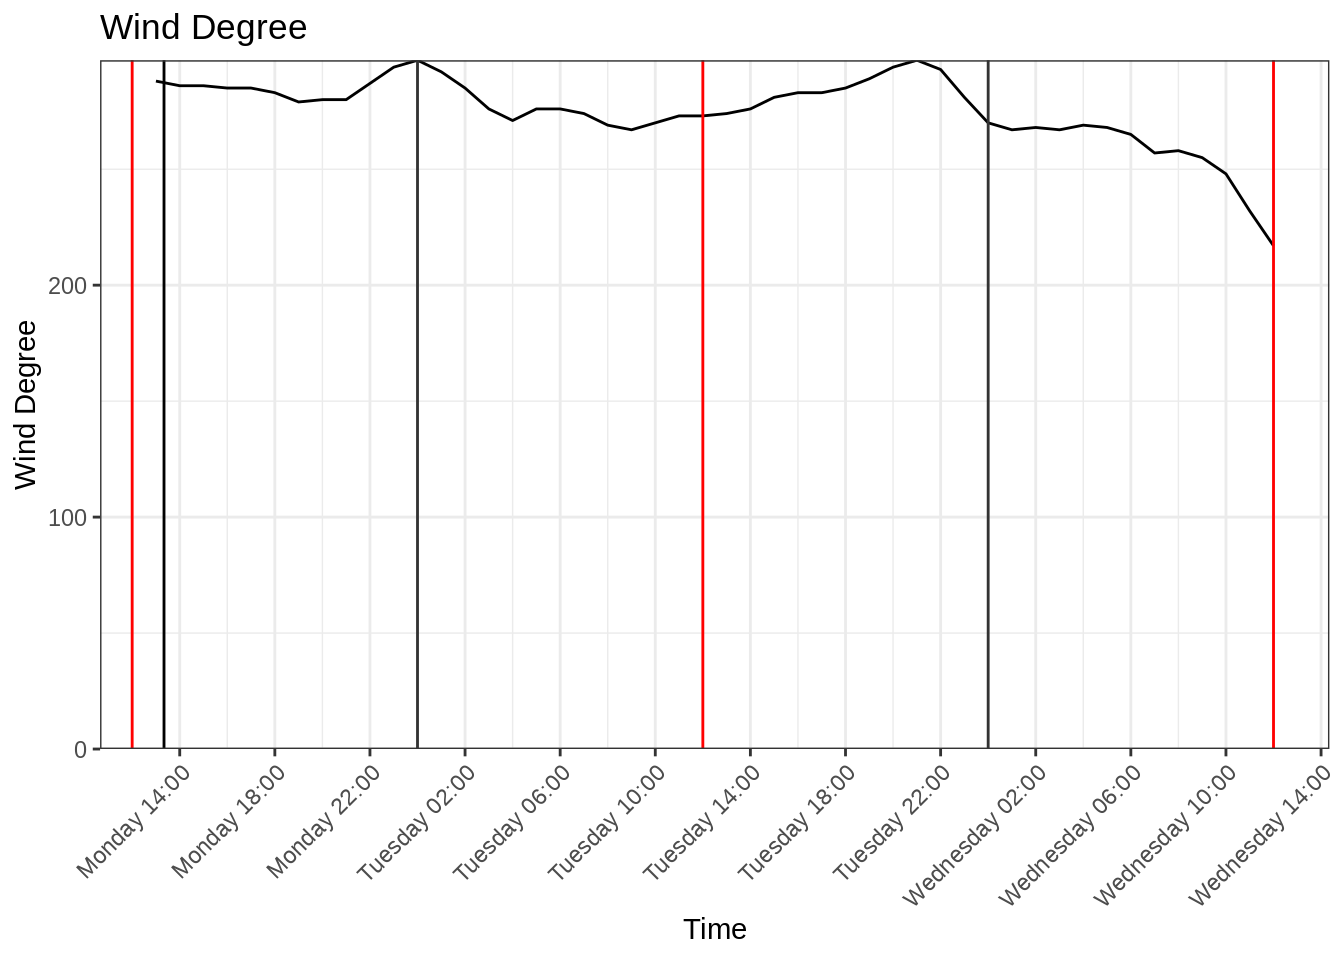 Wind Degree
Wind Degree
200
100
0
Monday 14:00
Monday 18:00
Monday 22:00
Tuesday 02:00
Tuesday 06:00
Tuesday 10:00
Tuesday 14:00
Tuesday 18:00
Tuesday 22:00
Wednesday 02:00
Wednesday 06:00
Wednesday 10:00
Wednesday 14:00
Time